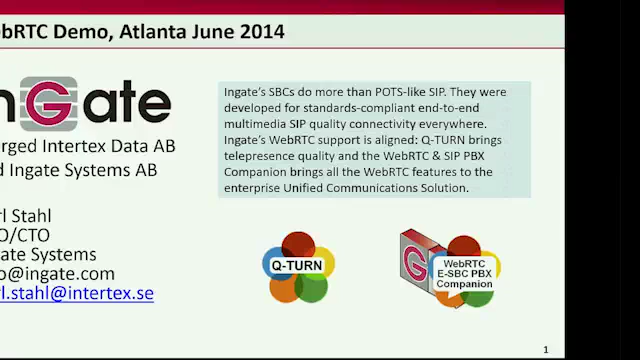 bRTC Demo, Atlanta June 2014
nGate
Ingate's SBCs do more than POTS-like SIP. They were
developed for standards-compliant end-to-end
multimedia SIP quality connectivity everywhere.
Ingate's WebRTC support is aligned: Q-TURN brings
telepresence quality and the WebRTC & SIP PBX
Companion brings all the WebRTC features to the
enterprise Unified Communications Solution.
rged Intertex Data AB
d Ingate Systems AB
rl Stahl
O/CTO
ate Systems
o@ingate.com
rl.stahl@intertex.se
Q-TURN
G
WebRTC
E-SBC PBX
Companion
1